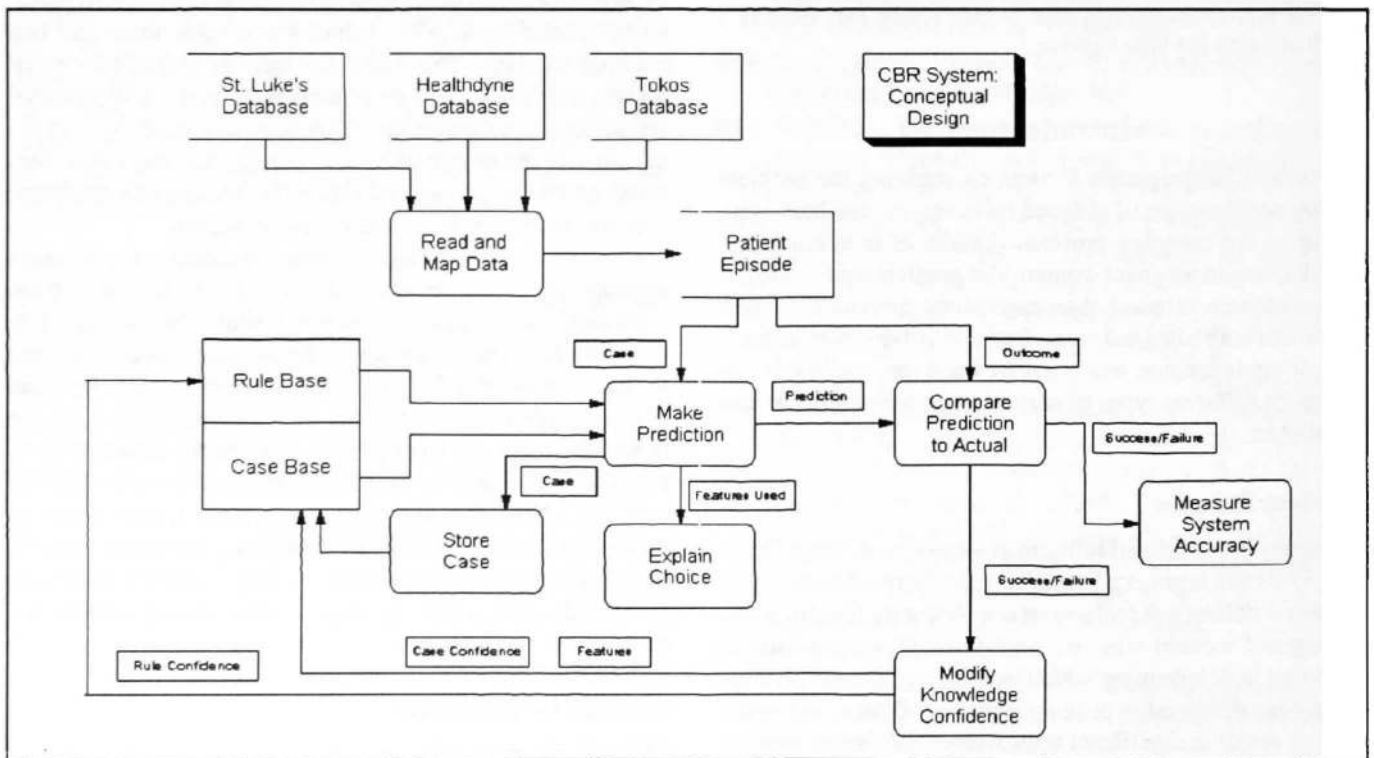 St. Luke's
Database
Healthdyne
Database
Tokos
Database
CBR System:
Conceptual
Design
Read and
Map Data
Patient
Episode
Case
Outcome
Rule Base
Case Base
Make
Prediction
Prediction
Compare
Prediction
to Actual
Success/Failure
Case
Features Used
Measure
System
Accuracy
Store
Case
Explain
Choice
Success/Failure
Rule Confidence
Case Confidence
Features
Modify
Knowledge
Confidence